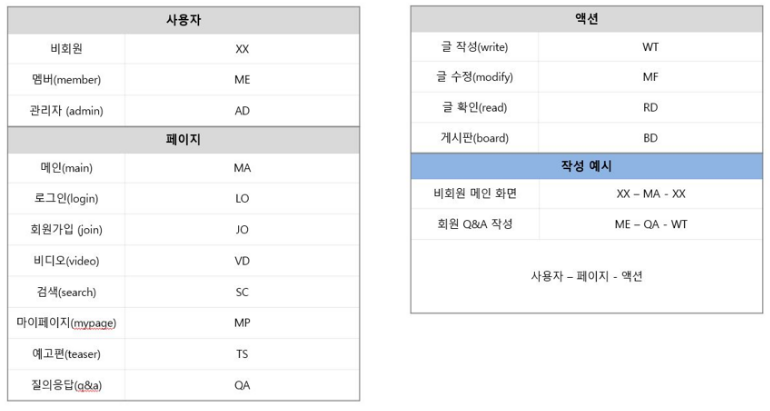 사용자
비회원 XX
멤버(member) ME
관리자 (admin) AD
페이지
메인(main) MA
로그인(login) LO
회원가입 (join) JO
비디오(video) VD
검색(search) SC
마이페이지(mypage) MP
예고편(teaser) TS
질의응답(q&a) QA
액션
글 작성(write) WT
글 수정(modify) MF
글 확인(read) RD
게시판(board) BD
작성 예시
비회원 메인 화면 XX – MA - XX
회원 Q&A 작성 ME – QA - WT
사용자 – 페이지 - 액션